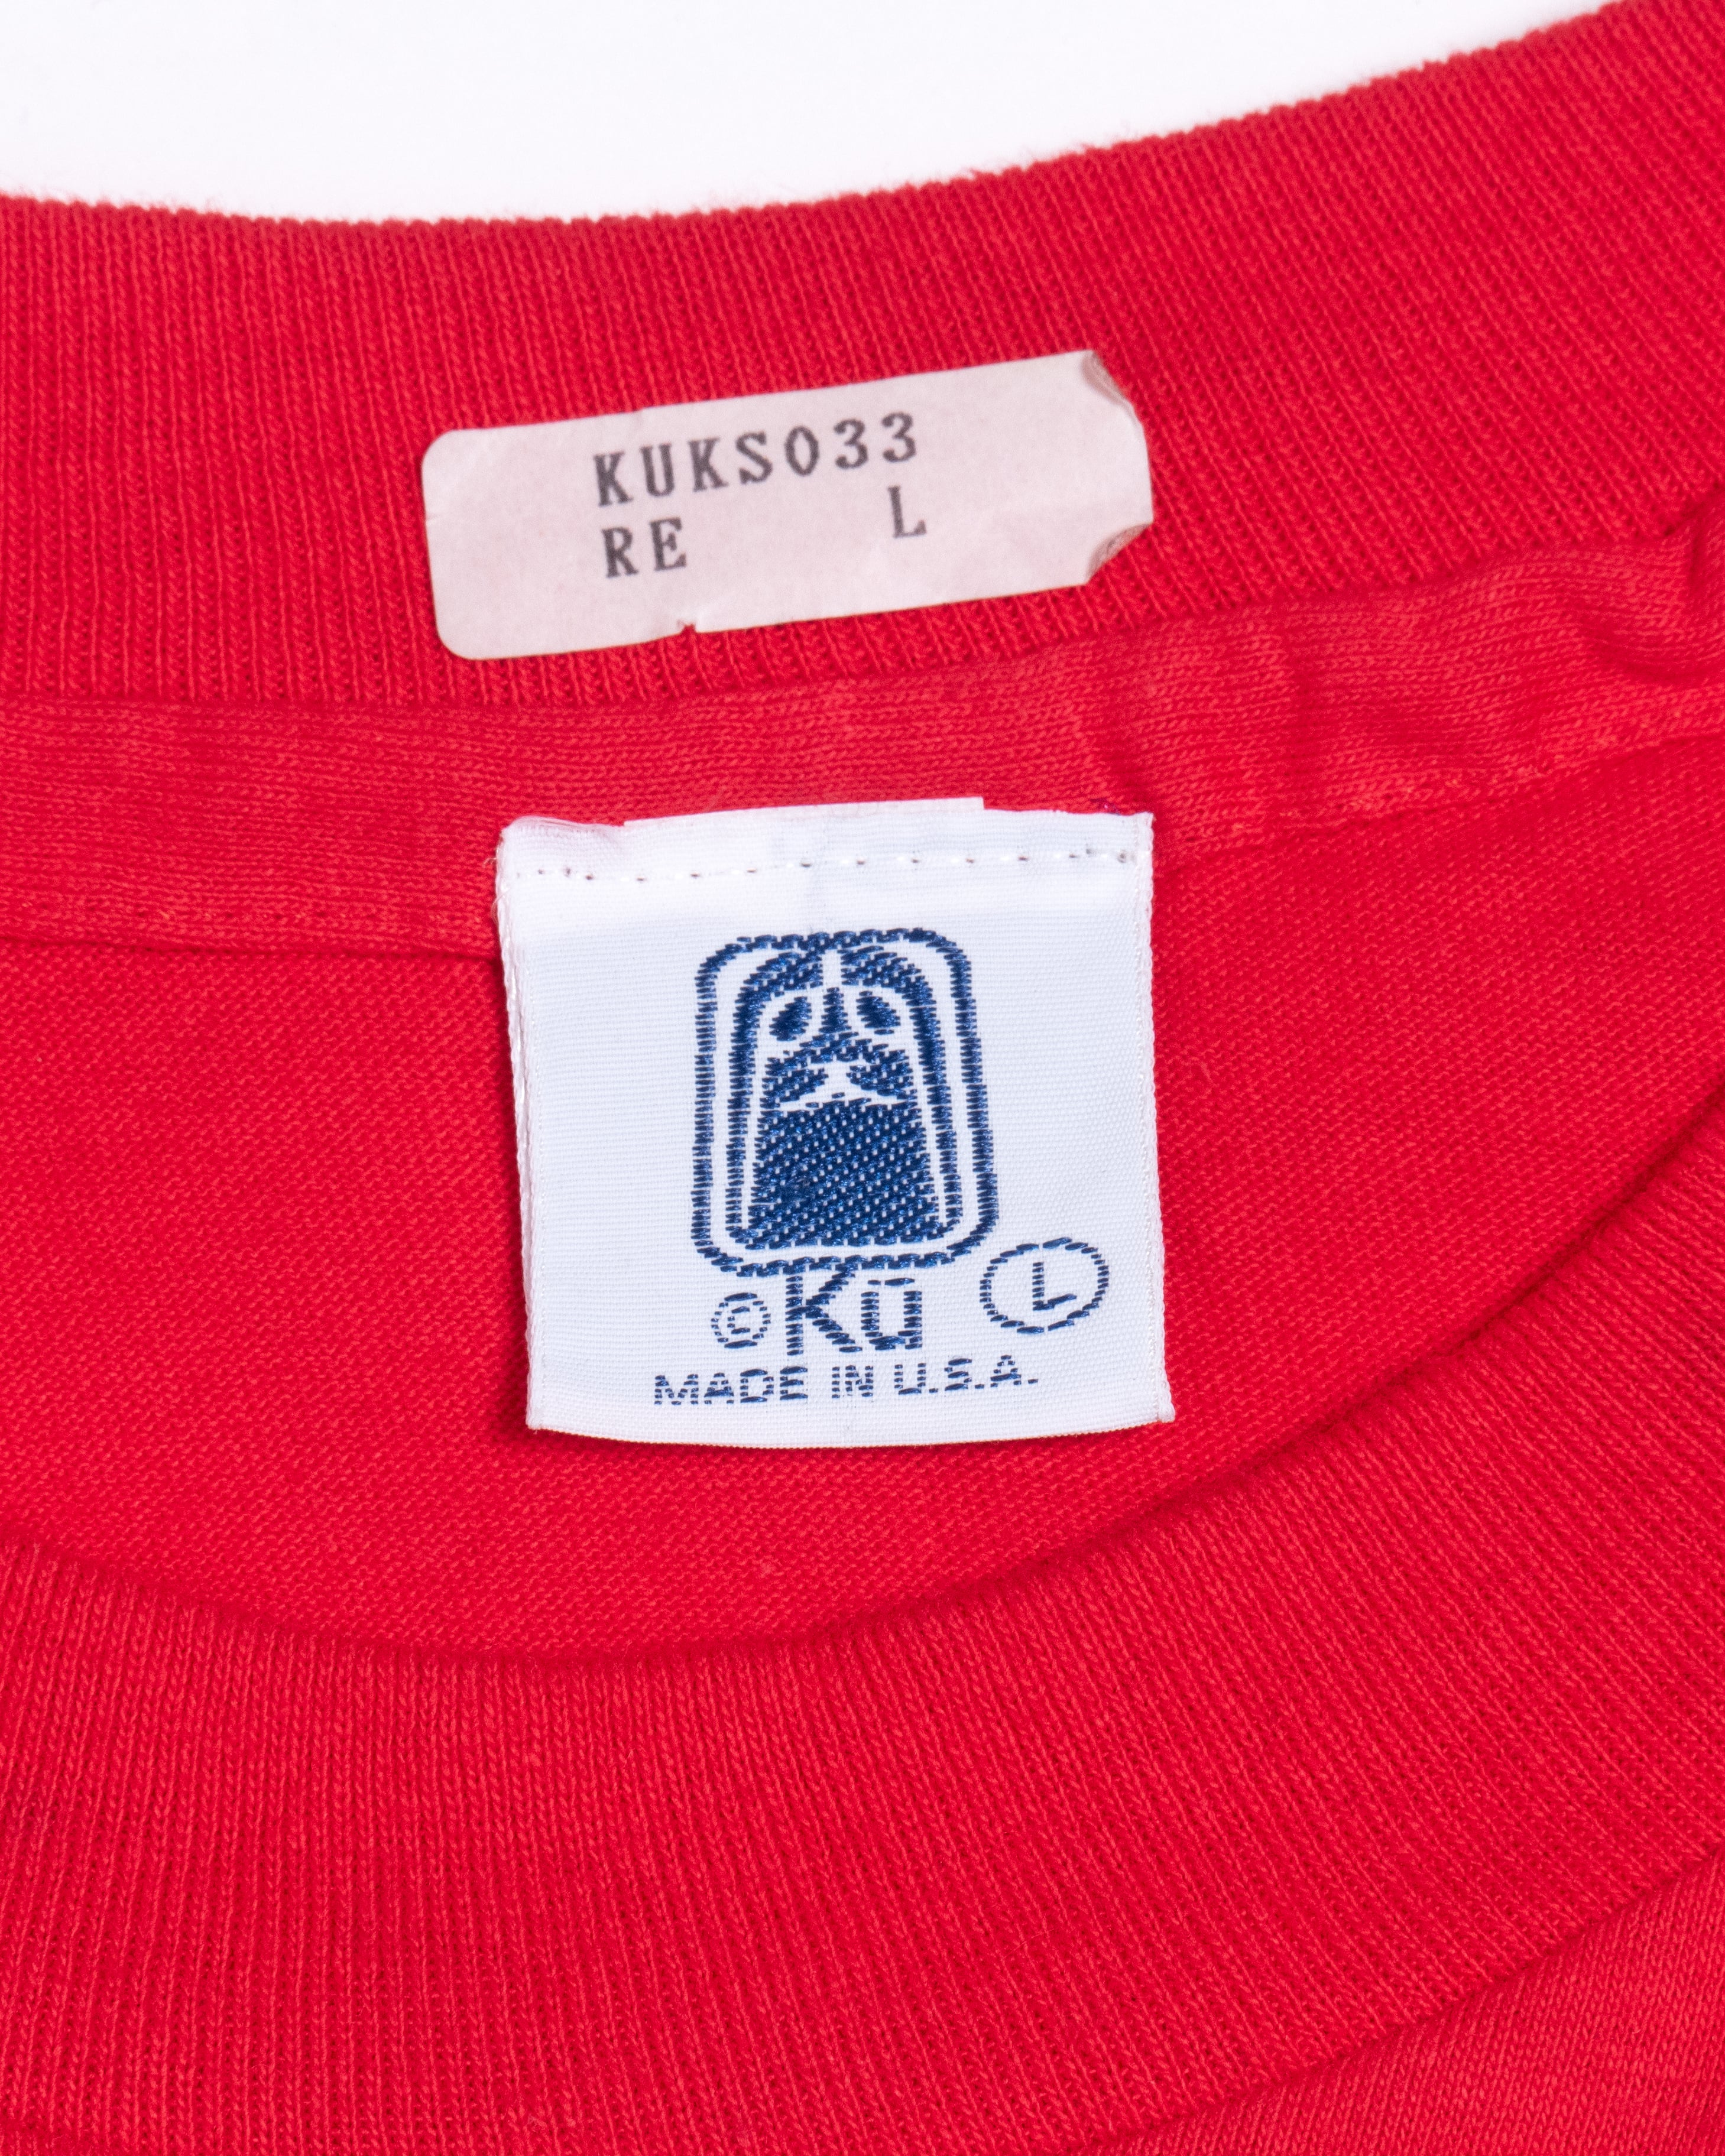 KUKS033
RE L
©Kū Ⓛ
MADE IN U.S.A.